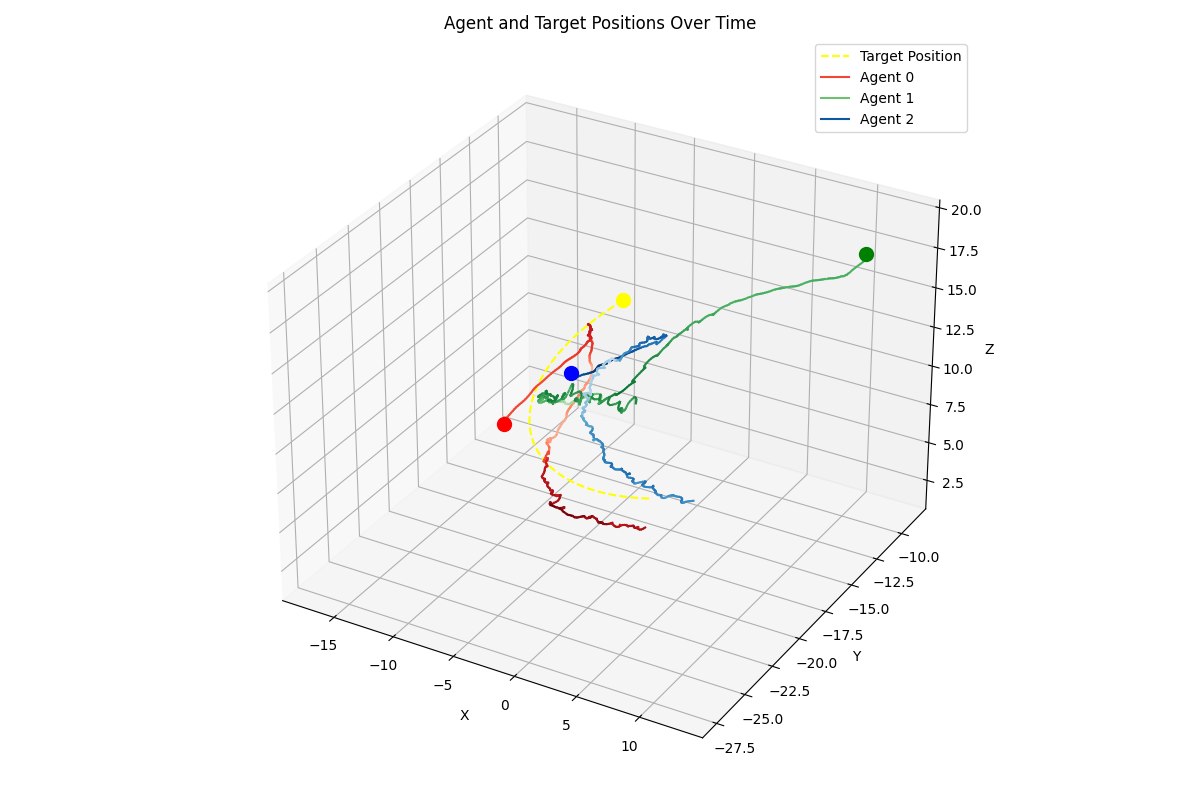 Agent and Target Positions Over Time
Target Position
Agent 0
Agent 1
Agent 2
20.0
17.5
15.0
12.5
10.0
7.5
5.0
2.5
Z
−10.0
−12.5
−15.0
−17.5
−20.0
−22.5
−25.0
−27.5
Y
−15
−10
−5
0
5
10
X